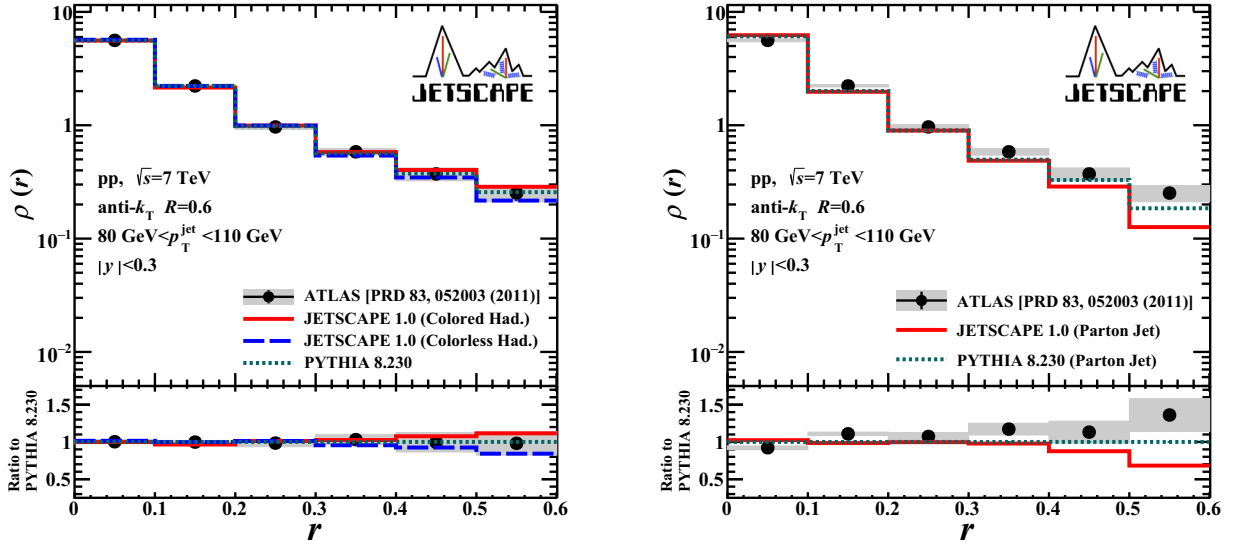 10
1
10⁻¹
10⁻²
ρ (r)
JETSCAPE
pp, √s=7 TeV
anti-k_T R=0.6
80 GeV<p_T^jet <110 GeV
|y|<0.3
ATLAS [PRD 83, 052003 (2011)]
JETSCAPE 1.0 (Colored Had.)
JETSCAPE 1.0 (Colorless Had.)
PYTHIA 8.230
Ratio to
PYTHIA 8.230
1.5
1
0.5
0 0.1 0.2 0.3 0.4 0.5 0.6
r
10
1
10⁻¹
10⁻²
ρ (r)
JETSCAPE
pp, √s=7 TeV
anti-k_T R=0.6
80 GeV<p_T^jet <110 GeV
|y|<0.3
ATLAS [PRD 83, 052003 (2011)]
JETSCAPE 1.0 (Parton Jet)
PYTHIA 8.230 (Parton Jet)
Ratio to
PYTHIA 8.230
1.5
1
0.5
0 0.1 0.2 0.3 0.4 0.5 0.6
r